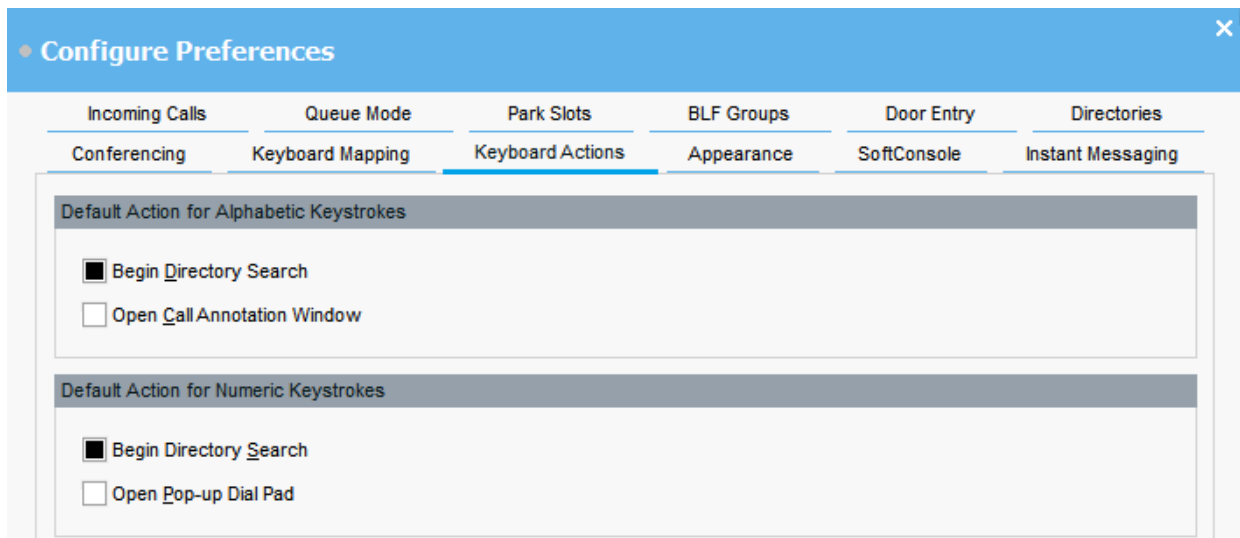 Configure Preferences
Incoming Calls Queue Mode Park Slots BLF Groups Door Entry Directories
Conferencing Keyboard Mapping Keyboard Actions Appearance SoftConsole Instant Messaging
Default Action for Alphabetic Keystrokes
Begin Directory Search
Open Call Annotation Window
Default Action for Numeric Keystrokes
Begin Directory Search
Open Pop-up Dial Pad